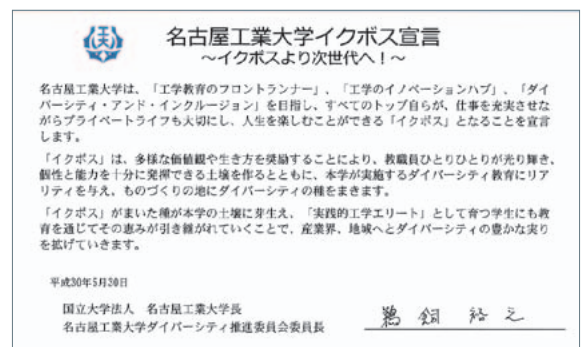 名古屋工業大学イクボス宣言
～イクボスより次世代へ！～
名古屋工業大学は、「工学教育のフロントランナー」、「工学のイノベーションハブ」、「ダイ
バーシティ・アンド・インクルージョン」を目指し、すべてのトップ自らが、仕事を充実させな
がらプライベートライフも大切にし、人生を楽しむことができる「イクボス」となることを宣言
します。
「イクボス」は、多様な価値観や生き方を奨励することにより、教職員ひとりひとりが光り輝き、
個性と能力を十分に発揮できる土壌を作るとともに、本学が実施するダイバーシティ教育にリア
リティを与え、ものづくりの地にダイバーシティの種をまきます。
「イクボス」がまいた種が本学の土壌に芽生え、「実践的工学エリート」として育つ学生にも教
育を通じてその恵みが引き継がれていくことで、産業界、地域へとダイバーシティの豊かな実り
を拡げていきます。
平成30年5月30日
国立大学法人　名古屋工業大学長
名古屋工業大学ダイバーシティ推進委員会委員長
鵜飼 裕之